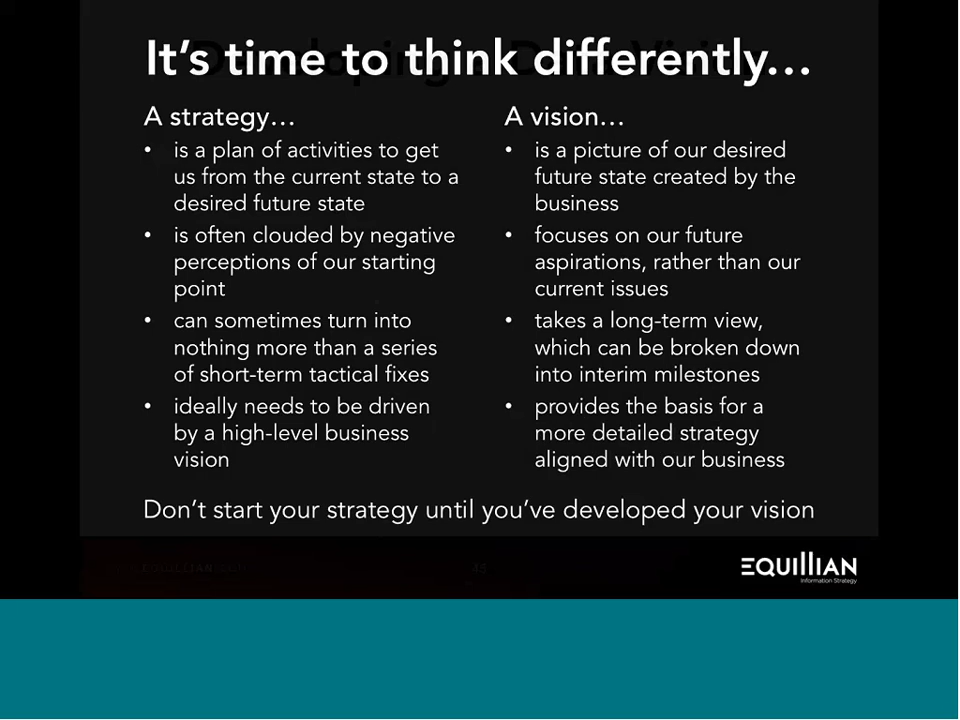 It's time to think differently...
A strategy...
• is a plan of activities to get
us from the current state to a
desired future state
• is often clouded by negative
perceptions of our starting
point
• can sometimes turn into
nothing more than a series
of short-term tactical fixes
• ideally needs to be driven
by a high-level business
vision
A vision...
• is a picture of our desired
future state created by the
business
• focuses on our future
aspirations, rather than our
current issues
• takes a long-term view,
which can be broken down
into interim milestones
• provides the basis for a
more detailed strategy
aligned with our business
Don't start your strategy until you've developed your vision
EQUILLIAN
Information Strategy